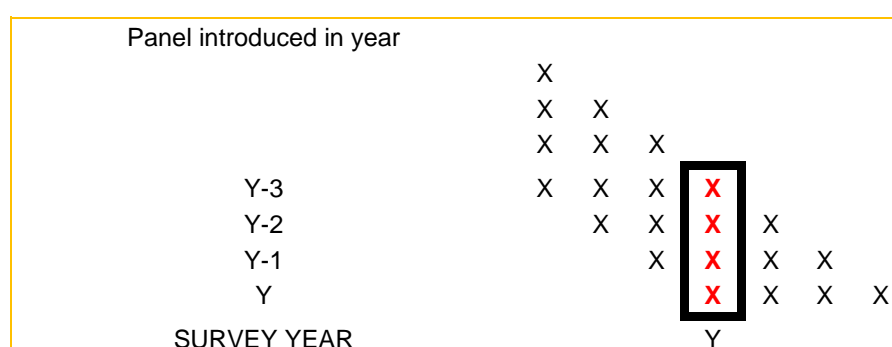 Panel introduced in year
X
X X
X X X
Y-3 X X X X
Y-2 X X X X
Y-1 X X X X
Y X X X X
SURVEY YEAR Y